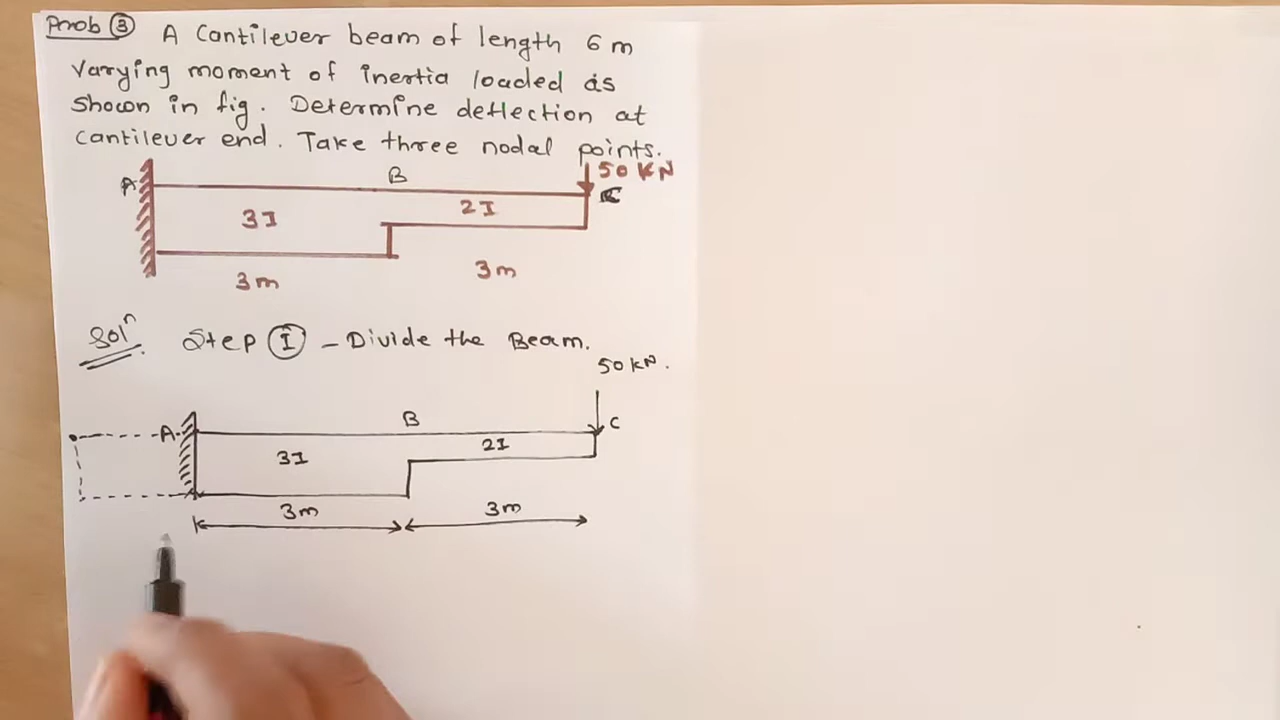 Prob ③ A Cantilever beam of length 6 m
Varying moment of inertia loaded as
Shown in fig. Determine deflection at
Cantilever end. Take three nodal points.
A B 50 KN
C
3I 2I
3m 3m
Solⁿ. Step Ⓘ - Divide the Beam.
50 KN.
A B C
3I 2I
3m 3m